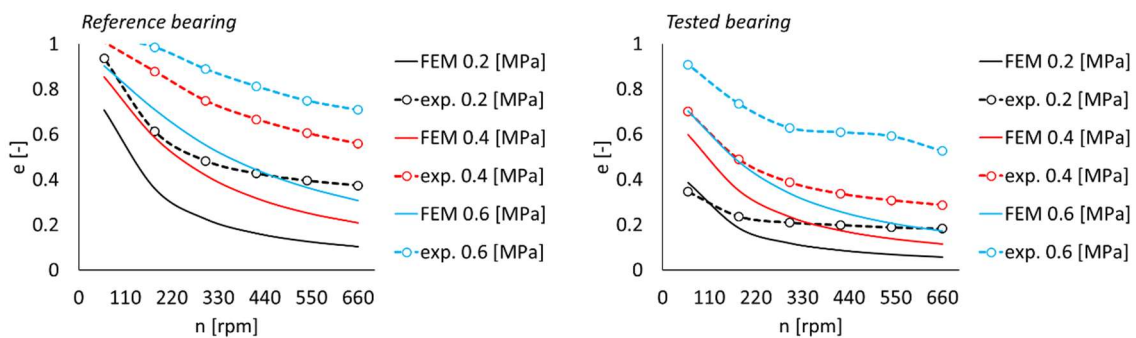 Reference bearing
e [-]
1
0.8
0.6
0.4
0.2
0
0 110 220 330 440 550 660
n [rpm]
FEM 0.2 [MPa]
exp. 0.2 [MPa]
FEM 0.4 [MPa]
exp. 0.4 [MPa]
FEM 0.6 [MPa]
exp. 0.6 [MPa]
Tested bearing
e [-]
1
0.8
0.6
0.4
0.2
0
0 110 220 330 440 550 660
n [rpm]
FEM 0.2 [MPa]
exp. 0.2 [MPa]
FEM 0.4 [MPa]
exp. 0.4 [MPa]
FEM 0.6 [MPa]
exp. 0.6 [MPa]